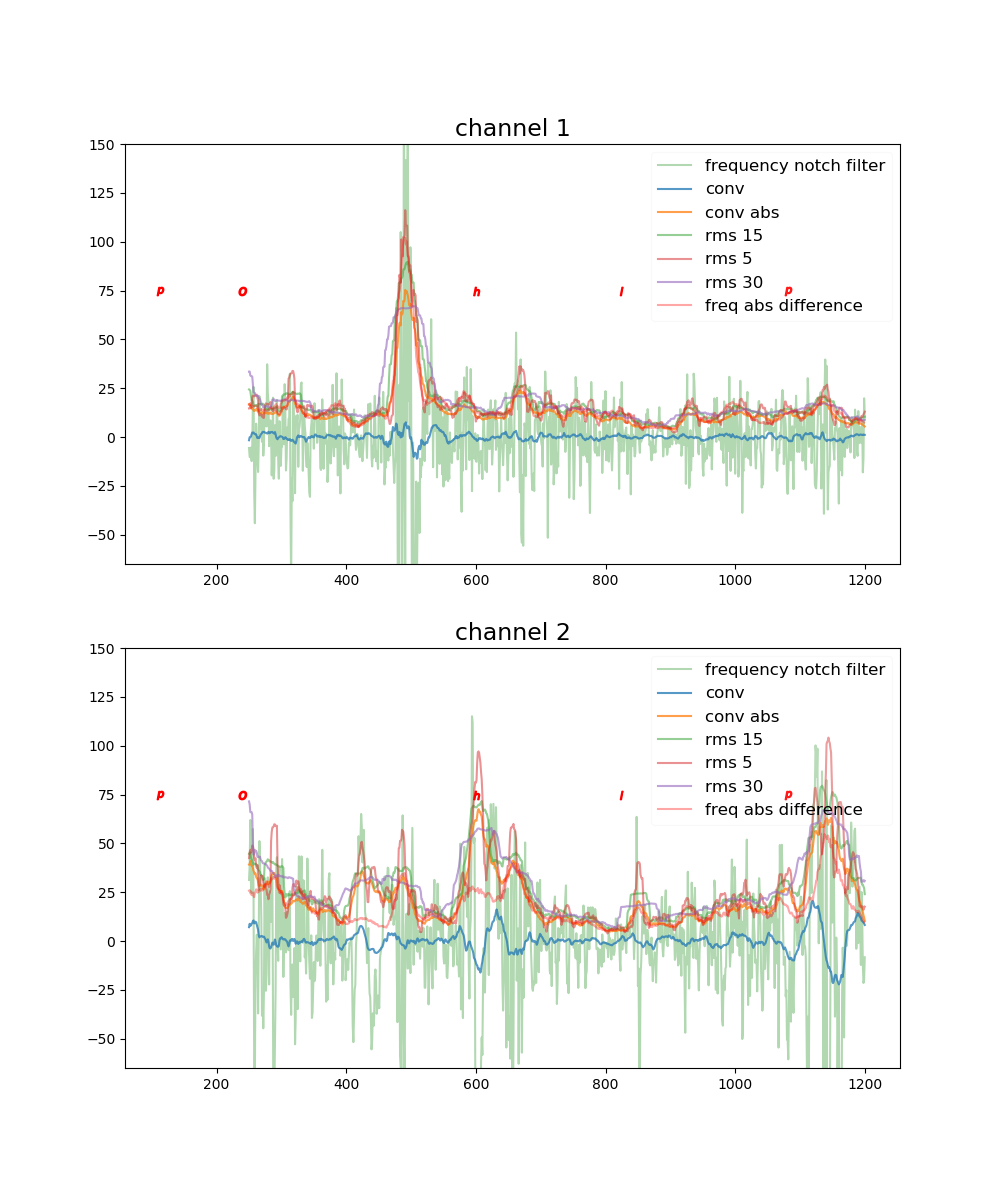 channel 1
150
125
100
75
50
25
0
−25
−50
frequency notch filter
conv
conv abs
rms 15
rms 5
rms 30
freq abs difference
p O h l p
200 400 600 800 1000 1200
channel 2
150
125
100
75
50
25
0
−25
−50
frequency notch filter
conv
conv abs
rms 15
rms 5
rms 30
freq abs difference
p O h l p
200 400 600 800 1000 1200